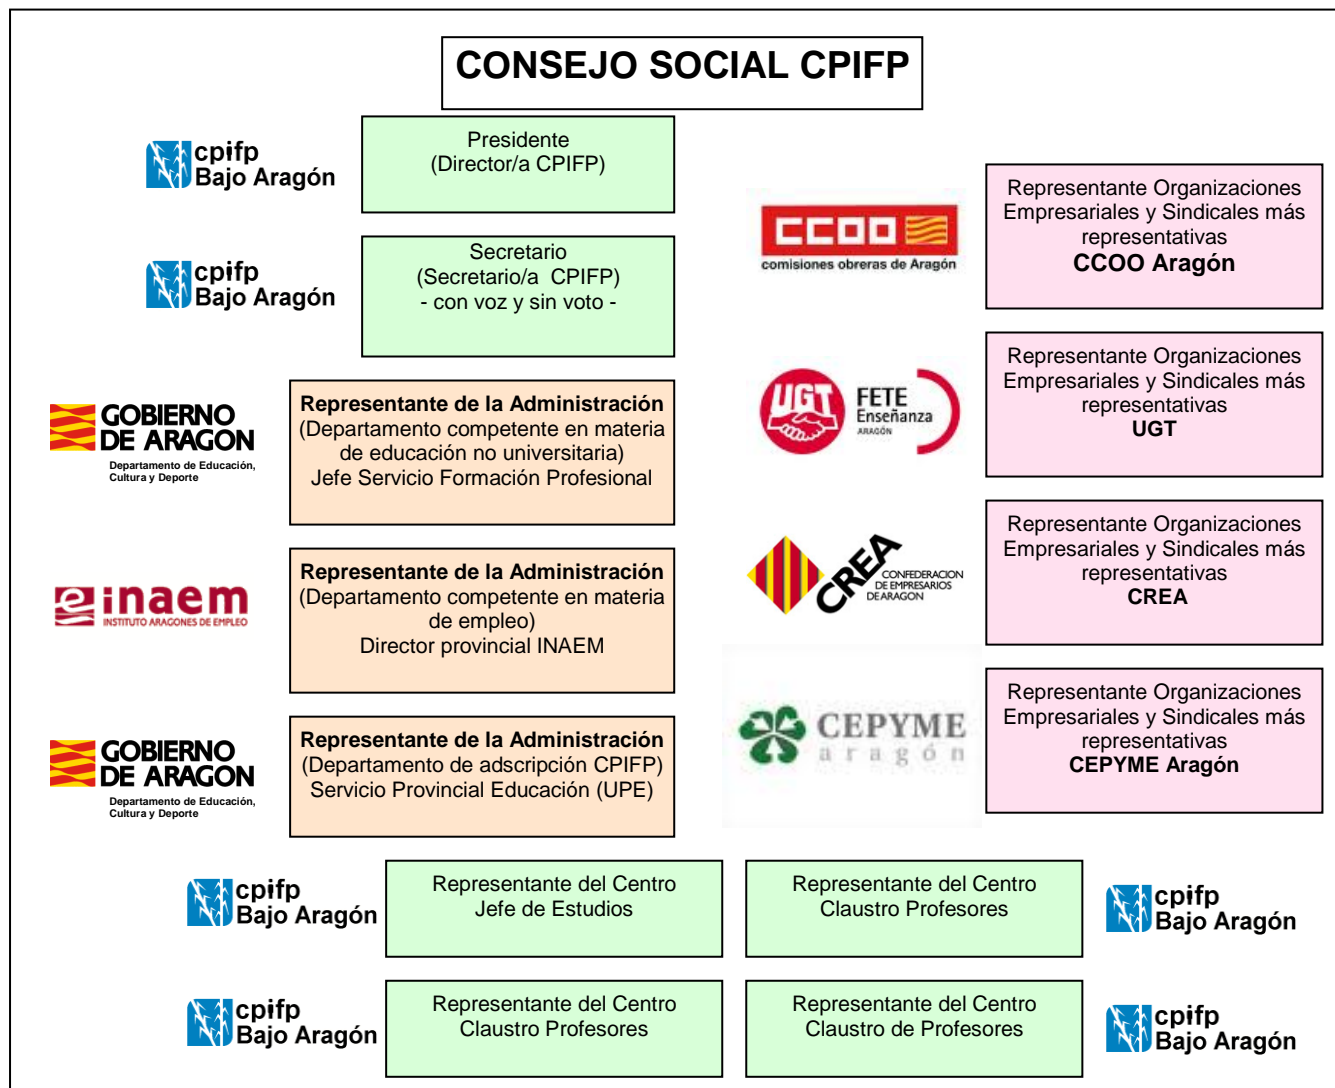 CONSEJO SOCIAL CPIFP
cpifp
Bajo Aragón
Presidente
(Director/a CPIFP)
cpifp
Bajo Aragón
Secretario
(Secretario/a CPIFP)
- con voz y sin voto -
GOBIERNO
DE ARAGON
Departamento de Educación,
Cultura y Deporte
Representante de la Administración
(Departamento competente en materia
de educación no universitaria)
Jefe Servicio Formación Profesional
inaem
INSTITUTO ARAGONES DE EMPLEO
Representante de la Administración
(Departamento competente en materia
de empleo)
Director provincial INAEM
GOBIERNO
DE ARAGON
Departamento de Educación,
Cultura y Deporte
Representante de la Administración
(Departamento de adscripción CPIFP)
Servicio Provincial Educación (UPE)
CCOO
comisiones obreras de Aragón
Representante Organizaciones
Empresariales y Sindicales más
representativas
CCOO Aragón
UGT
FETE
Enseñanza
ARAGÓN
Representante Organizaciones
Empresariales y Sindicales más
representativas
UGT
CREA
CONFEDERACION
DE EMPRESARIOS
DE ARAGON
Representante Organizaciones
Empresariales y Sindicales más
representativas
CREA
CEPYME
aragón
Representante Organizaciones
Empresariales y Sindicales más
representativas
CEPYME Aragón
cpifp
Bajo Aragón
Representante del Centro
Jefe de Estudios
Representante del Centro
Claustro Profesores
cpifp
Bajo Aragón
cpifp
Bajo Aragón
Representante del Centro
Claustro Profesores
Representante del Centro
Claustro de Profesores
cpifp
Bajo Aragón